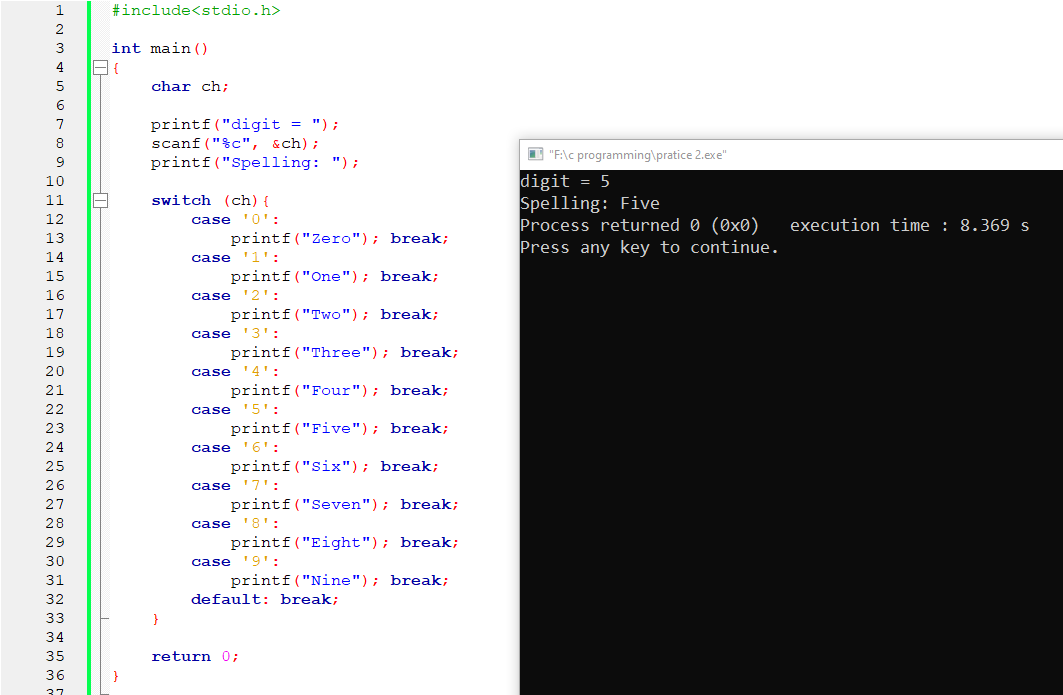 1 #include<stdio.h>
2
3 int main()
4 {
5     char ch;
6
7     printf("digit = ");
8     scanf("%c", &ch);
9     printf("Spelling: ");
10
11     switch (ch){
12         case '0':
13             printf("Zero"); break;
14         case '1':
15             printf("One"); break;
16         case '2':
17             printf("Two"); break;
18         case '3':
19             printf("Three"); break;
20         case '4':
21             printf("Four"); break;
22         case '5':
23             printf("Five"); break;
24         case '6':
25             printf("Six"); break;
26         case '7':
27             printf("Seven"); break;
28         case '8':
29             printf("Eight"); break;
30         case '9':
31             printf("Nine"); break;
32         default: break;
33     }
34
35     return 0;
36 }
37
"F:\c programming\pratice 2.exe"
digit = 5
Spelling: Five
Process returned 0 (0x0)   execution time : 8.369 s
Press any key to continue.